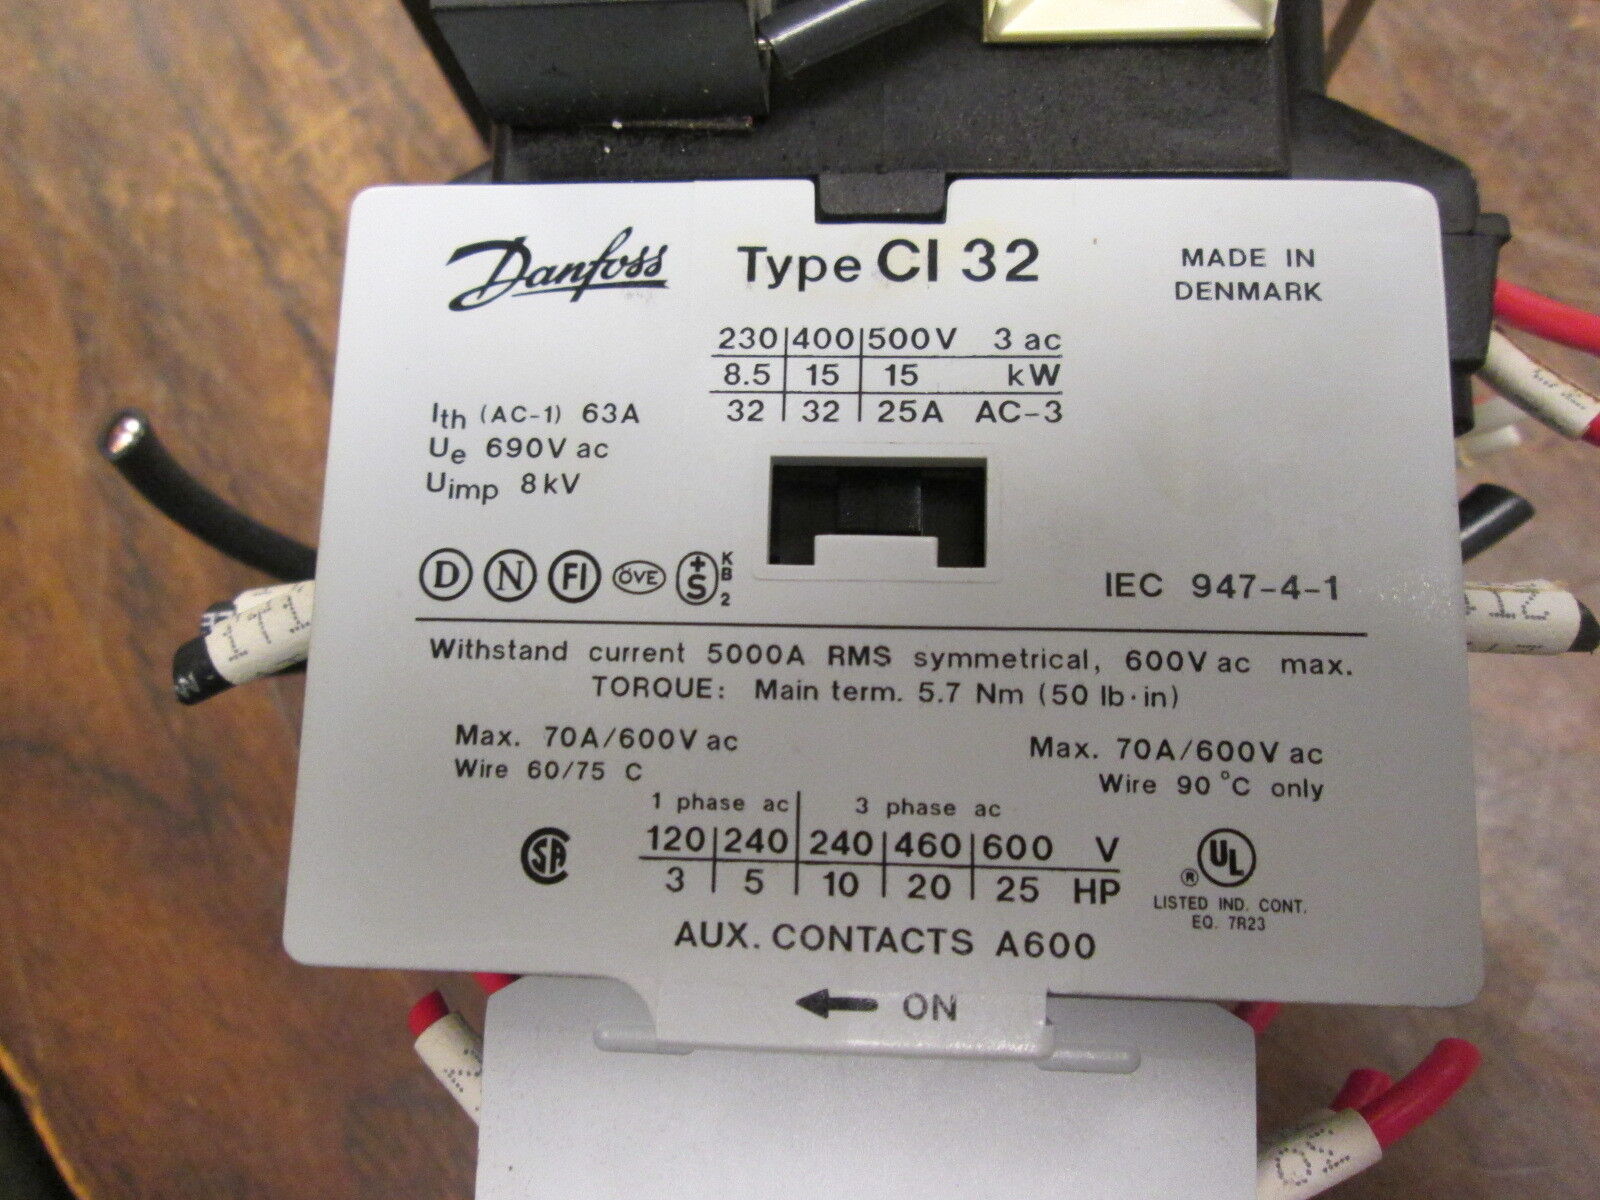 Danfoss
Type CI 32
MADE IN
DENMARK
230 400 500V 3 ac
8.5 15 15 kW
32 32 25A AC-3
Ith (AC-1) 63A
Ue 690V ac
Uimp 8kV
D N FI ÖVE +S KB2
IEC 947-4-1
Withstand current 5000A RMS symmetrical, 600V ac max.
TORQUE: Main term. 5.7 Nm (50 lb·in)
Max. 70A/600V ac
Wire 60/75 C
Max. 70A/600V ac
Wire 90 °C only
1 phase ac 3 phase ac
120 240 240 460 600 V
3 5 10 20 25 HP
SA
® UL
LISTED IND. CONT.
EQ. 7R23
AUX. CONTACTS A600
← ON